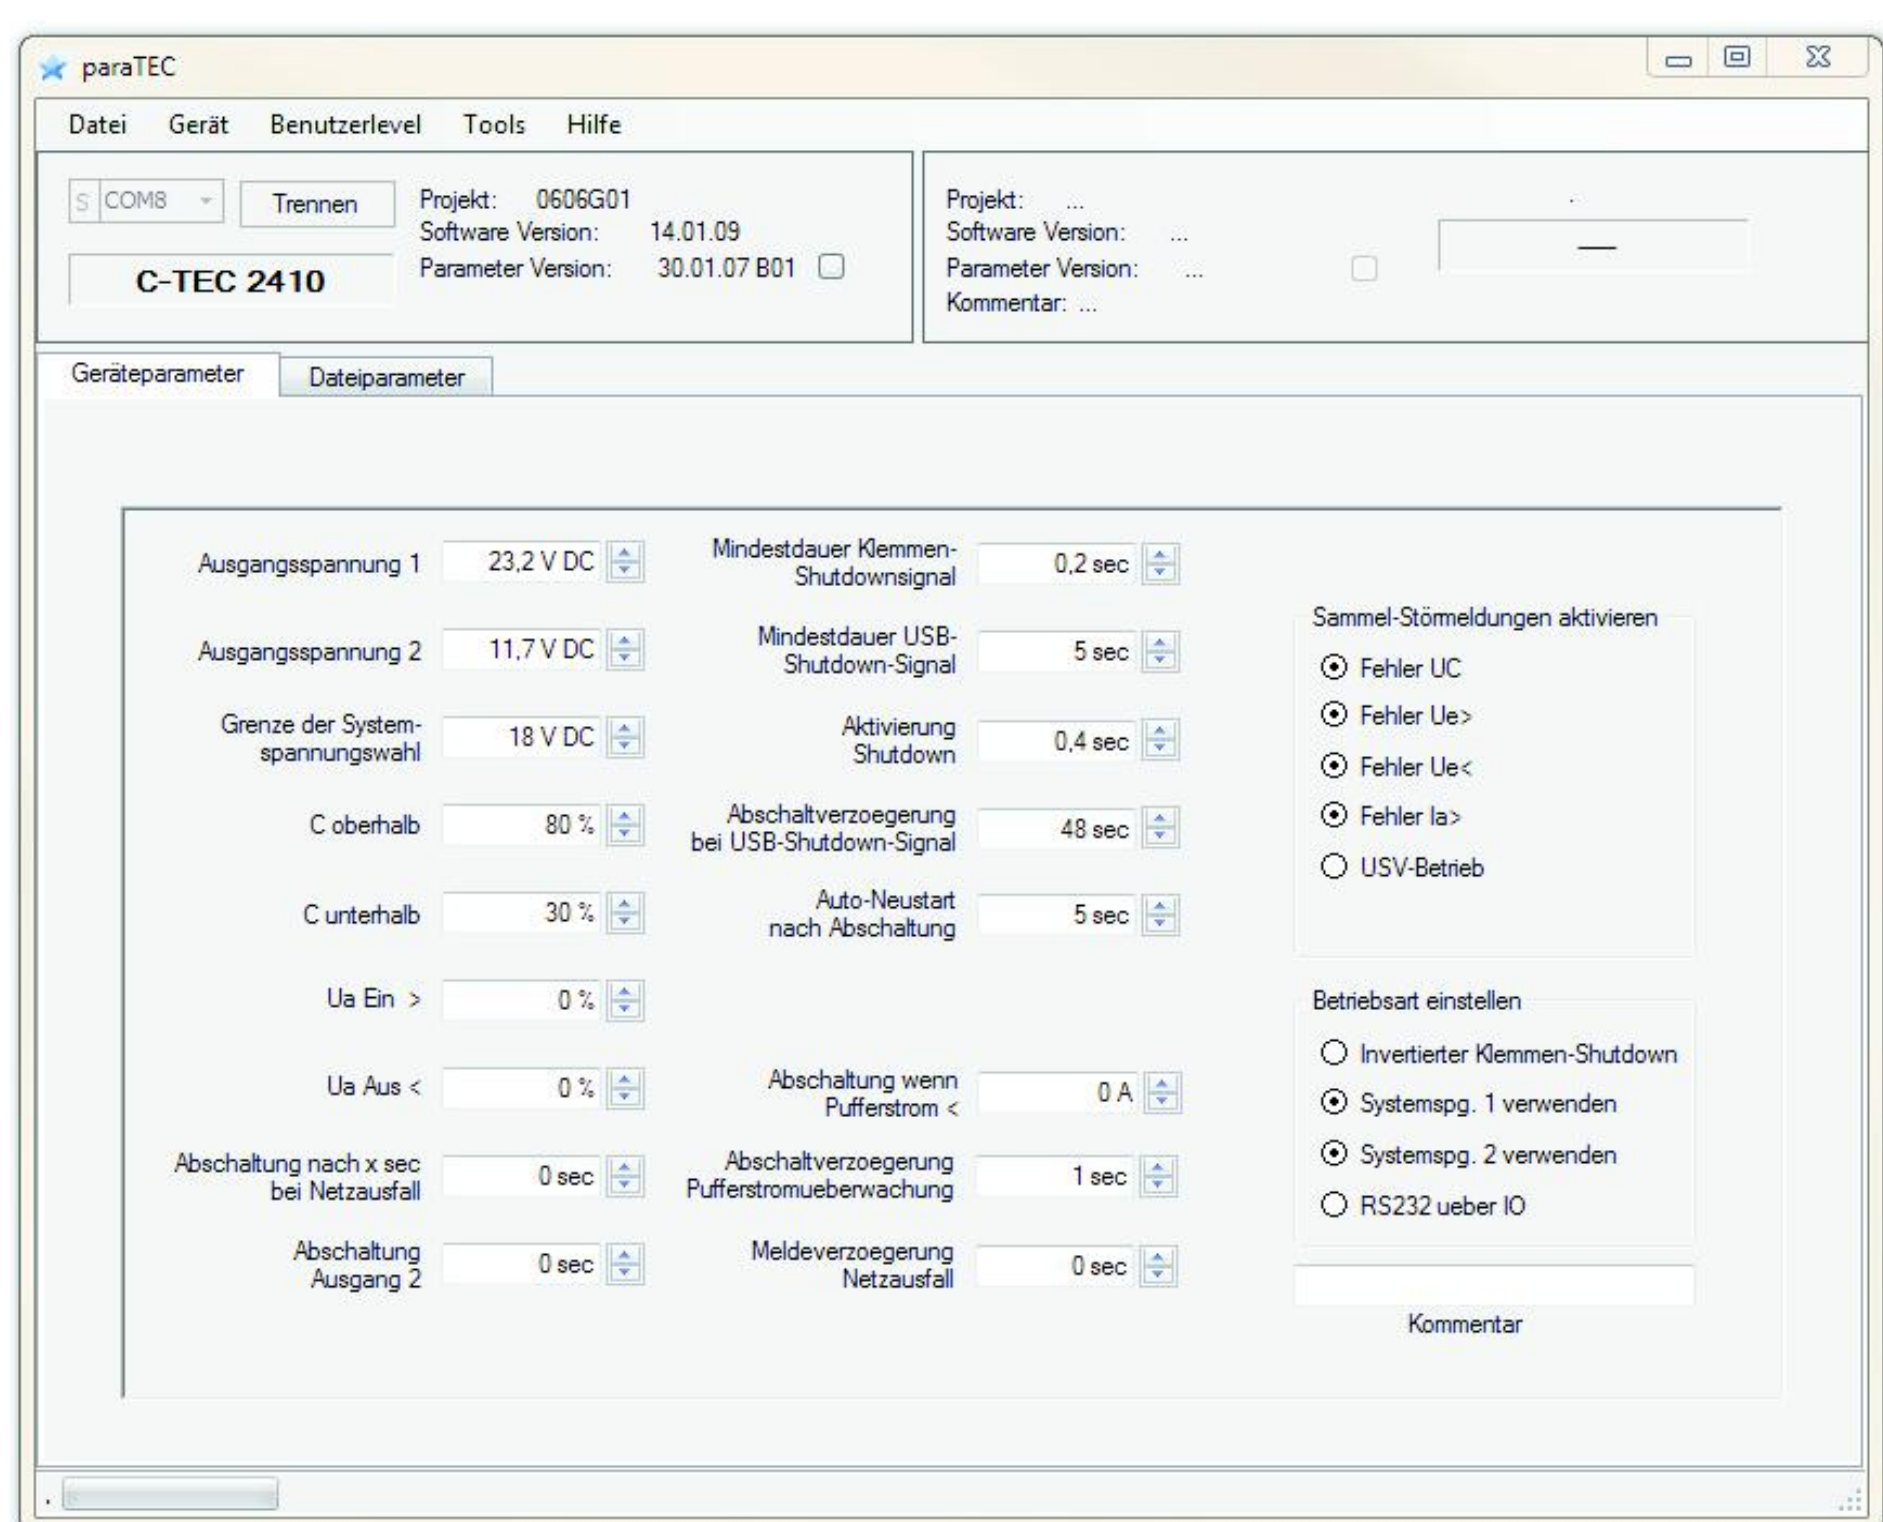 paraTEC
Datei Gerät Benutzerlevel Tools Hilfe
S COM8 Trennen
C-TEC 2410
Projekt: 0606G01
Software Version: 14.01.09
Parameter Version: 30.01.07 B01
Projekt: ...
Software Version: ...
Parameter Version: ...
Kommentar: ...
Geräteparameter Dateiparameter
Ausgangsspannung 1 23,2 V DC
Ausgangsspannung 2 11,7 V DC
Grenze der System-
spannungswahl 18 V DC
C oberhalb 80 %
C unterhalb 30 %
Ua Ein > 0 %
Ua Aus < 0 %
Abschaltung nach x sec
bei Netzausfall 0 sec
Abschaltung
Ausgang 2 0 sec
Mindestdauer Klemmen-
Shutdownsignal 0,2 sec
Mindestdauer USB-
Shutdown-Signal 5 sec
Aktivierung
Shutdown 0,4 sec
Abschaltverzoegerung
bei USB-Shutdown-Signal 48 sec
Auto-Neustart
nach Abschaltung 5 sec
Abschaltung wenn
Pufferstrom < 0 A
Abschaltverzoegerung
Pufferstromueberwachung 1 sec
Meldeverzoegerung
Netzausfall 0 sec
Sammel-Störmeldungen aktivieren
Fehler UC
Fehler Ue>
Fehler Ue<
Fehler Ia>
USV-Betrieb
Betriebsart einstellen
Invertierter Klemmen-Shutdown
Systemspg. 1 verwenden
Systemspg. 2 verwenden
RS232 ueber IO
Kommentar